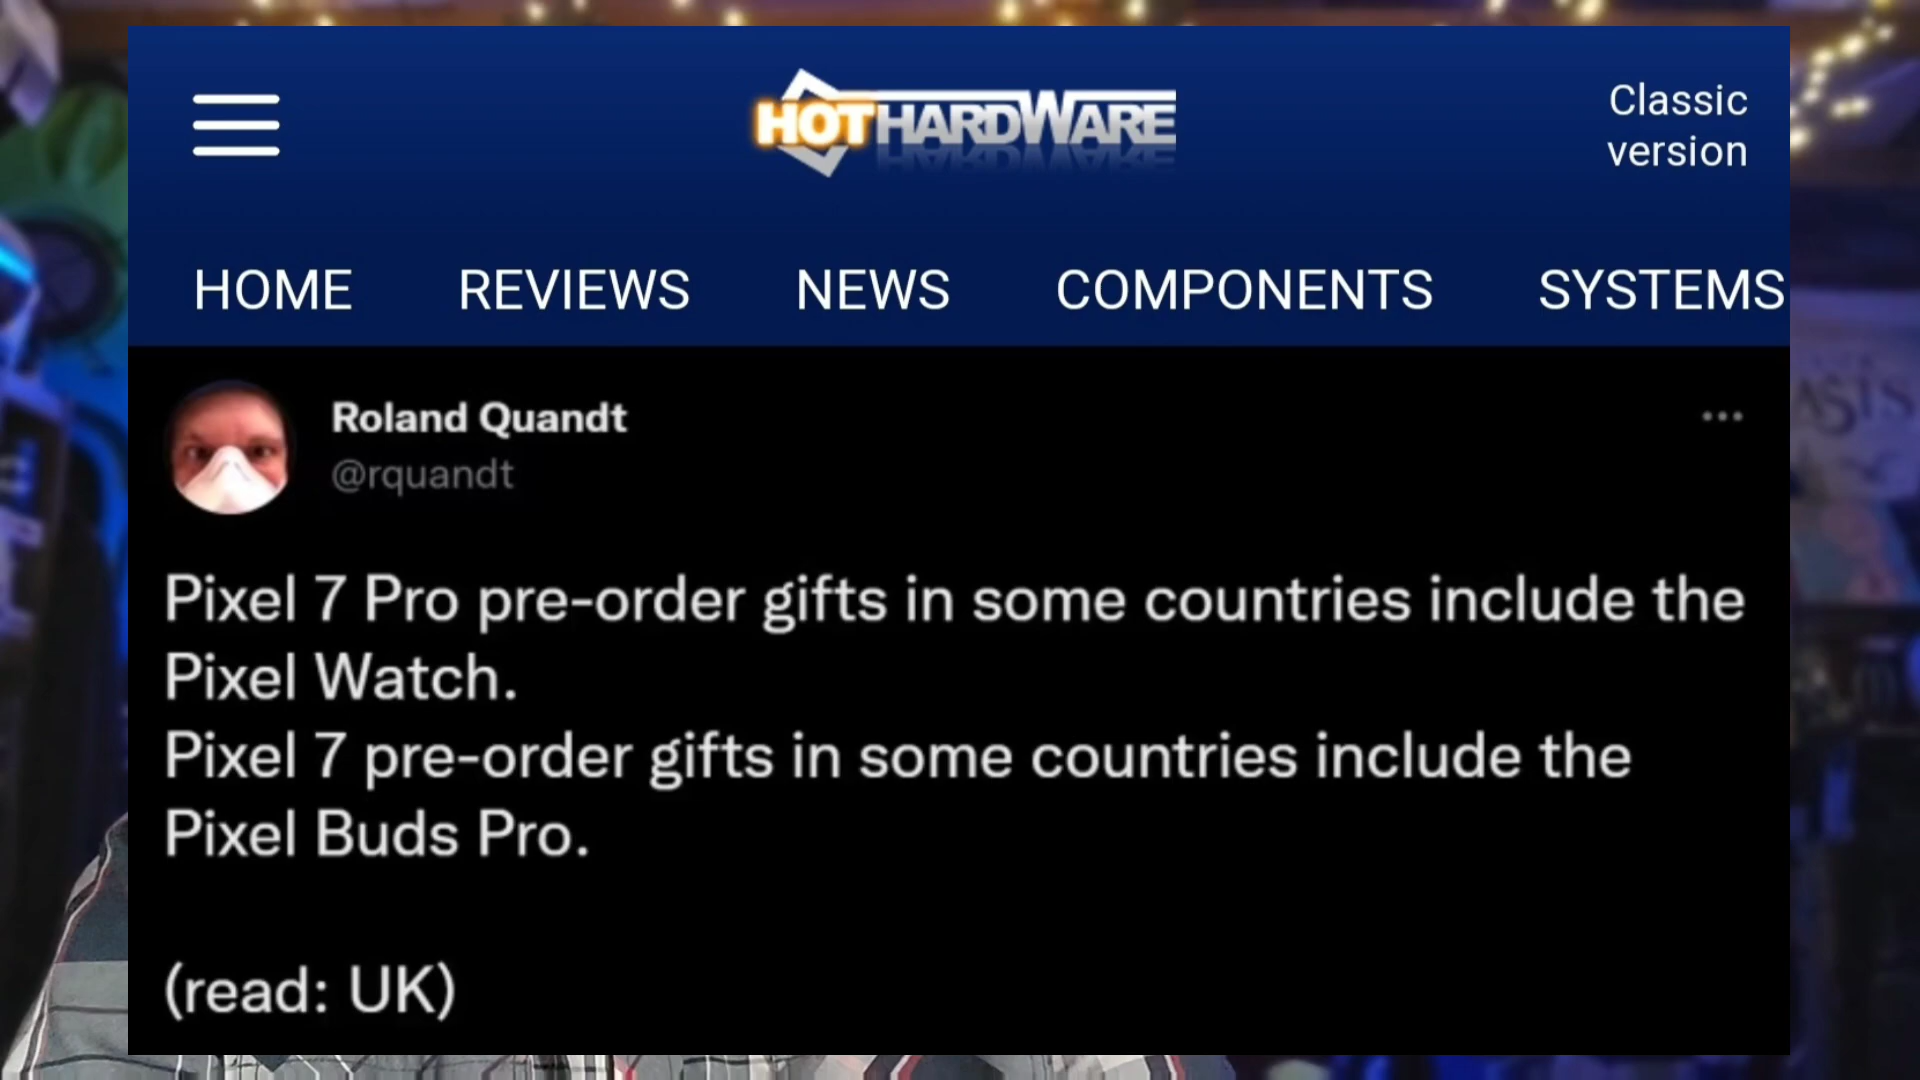 HOTHARDWARE
Classic
version
HOME REVIEWS NEWS COMPONENTS SYSTEMS
Roland Quandt
@rquandt
Pixel 7 Pro pre-order gifts in some countries include the
Pixel Watch.
Pixel 7 pre-order gifts in some countries include the
Pixel Buds Pro.
(read: UK)